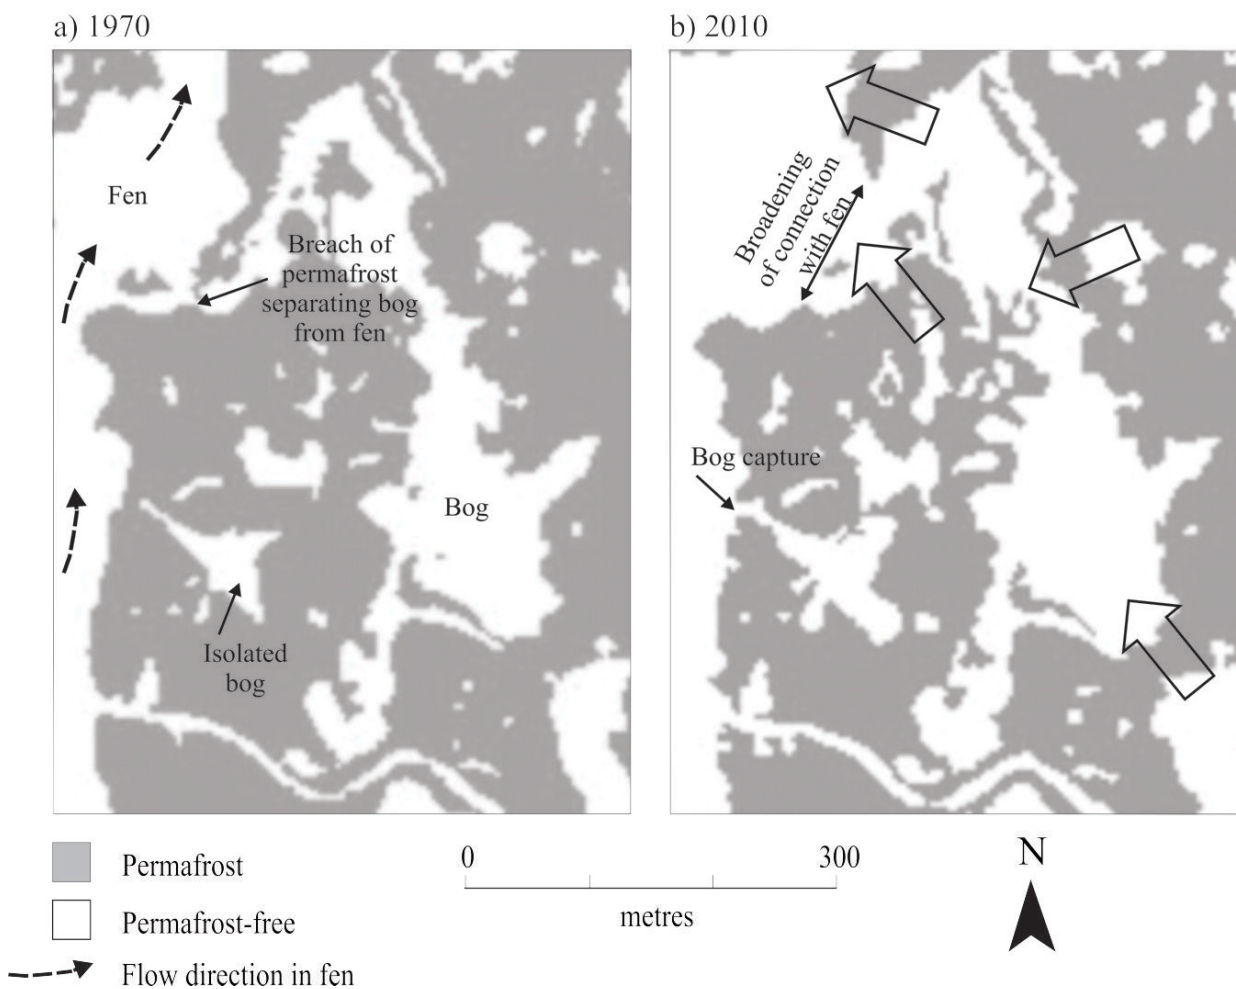 a) 1970
b) 2010
Fen
Breach of
permafrost
separating bog
from fen
Bog
Isolated
bog
Broadening
of connection
with fen
Bog capture
Permafrost
Permafrost-free
Flow direction in fen
0
300
metres
N